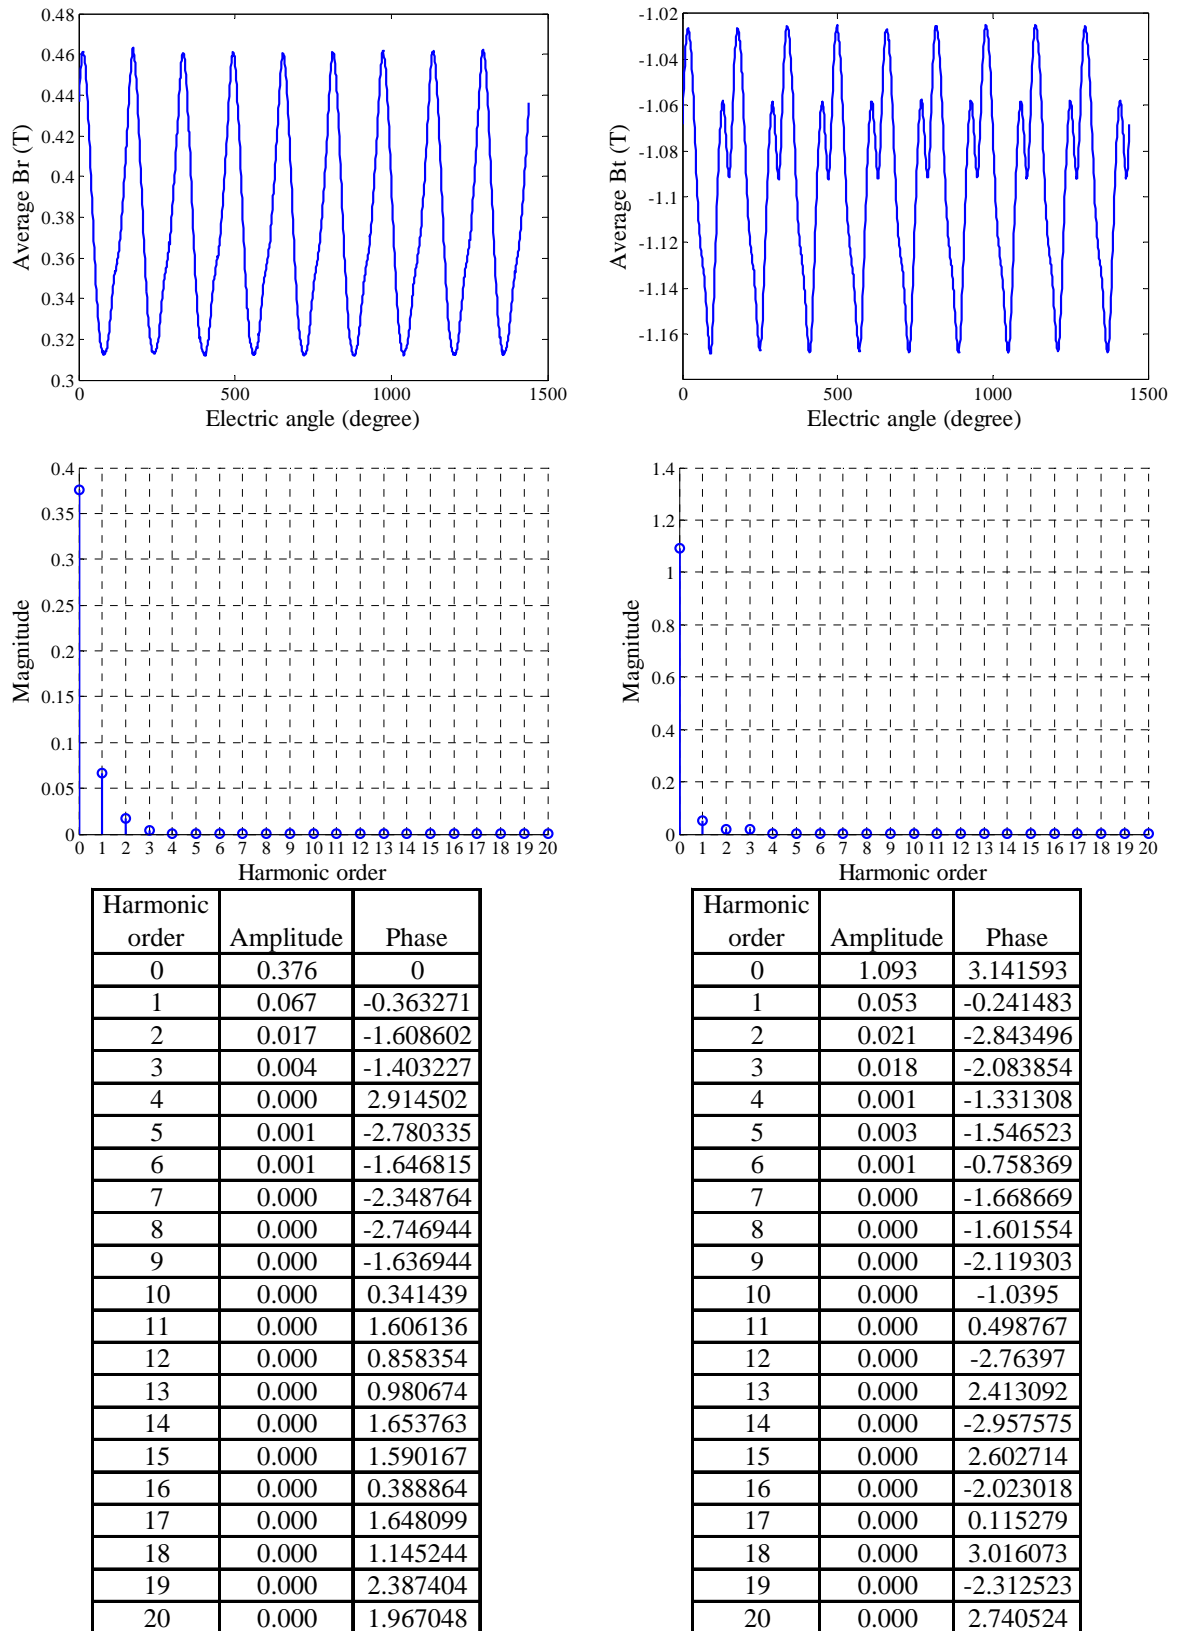 0.48
0.46
0.44
0.42
0.4
0.38
0.36
0.34
0.32
0.3
Average Br (T)
0 500 1000 1500
Electric angle (degree)
-1.02
-1.04
-1.06
-1.08
-1.1
-1.12
-1.14
-1.16
Average Bt (T)
0 500 1000 1500
Electric angle (degree)
0.4
0.35
0.3
0.25
0.2
0.15
0.1
0.05
0
Magnitude
0 1 2 3 4 5 6 7 8 9 10 11 12 13 14 15 16 17 18 19 20
Harmonic order
1.4
1.2
1
0.8
0.6
0.4
0.2
0
Magnitude
0 1 2 3 4 5 6 7 8 9 10 11 12 13 14 15 16 17 18 19 20
Harmonic order
Harmonic
order Amplitude Phase
0 0.376 0
1 0.067 -0.363271
2 0.017 -1.608602
3 0.004 -1.403227
4 0.000 2.914502
5 0.001 -2.780335
6 0.001 -1.646815
7 0.000 -2.348764
8 0.000 -2.746944
9 0.000 -1.636944
10 0.000 0.341439
11 0.000 1.606136
12 0.000 0.858354
13 0.000 0.980674
14 0.000 1.653763
15 0.000 1.590167
16 0.000 0.388864
17 0.000 1.648099
18 0.000 1.145244
19 0.000 2.387404
20 0.000 1.967048
Harmonic
order Amplitude Phase
0 1.093 3.141593
1 0.053 -0.241483
2 0.021 -2.843496
3 0.018 -2.083854
4 0.001 -1.331308
5 0.003 -1.546523
6 0.001 -0.758369
7 0.000 -1.668669
8 0.000 -1.601554
9 0.000 -2.119303
10 0.000 -1.0395
11 0.000 0.498767
12 0.000 -2.76397
13 0.000 2.413092
14 0.000 -2.957575
15 0.000 2.602714
16 0.000 -2.023018
17 0.000 0.115279
18 0.000 3.016073
19 0.000 -2.312523
20 0.000 2.740524